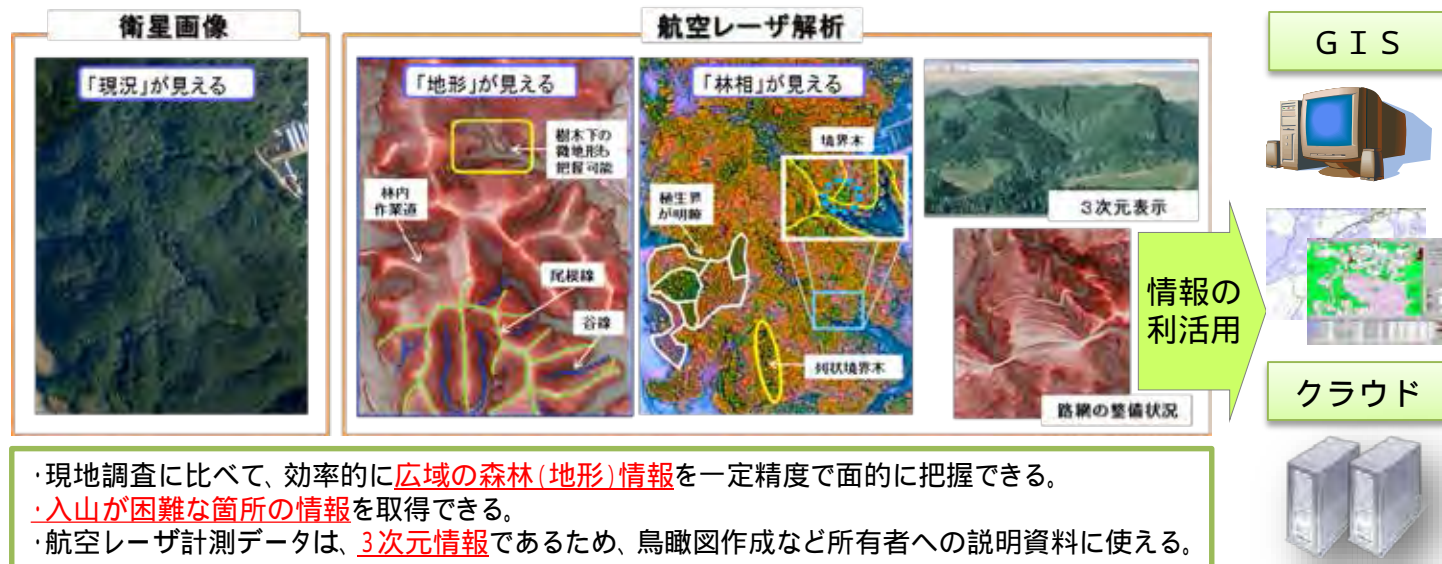 衛星画像
「現況」が見える
航空レーザ解析
「地形」が見える
樹木下の
微地形も
把握可能
林内
作業道
尾根線
谷線
「林相」が見える
境界木
植生界
が明瞭
列状境界木
3次元表示
路網の整備状況
情報の
利活用
GIS
クラウド
・現地調査に比べて、効率的に広域の森林(地形)情報を一定精度で面的に把握できる。
・入山が困難な箇所の情報を取得できる。
・航空レーザ計測データは、3次元情報であるため、鳥瞰図作成など所有者への説明資料に使える。